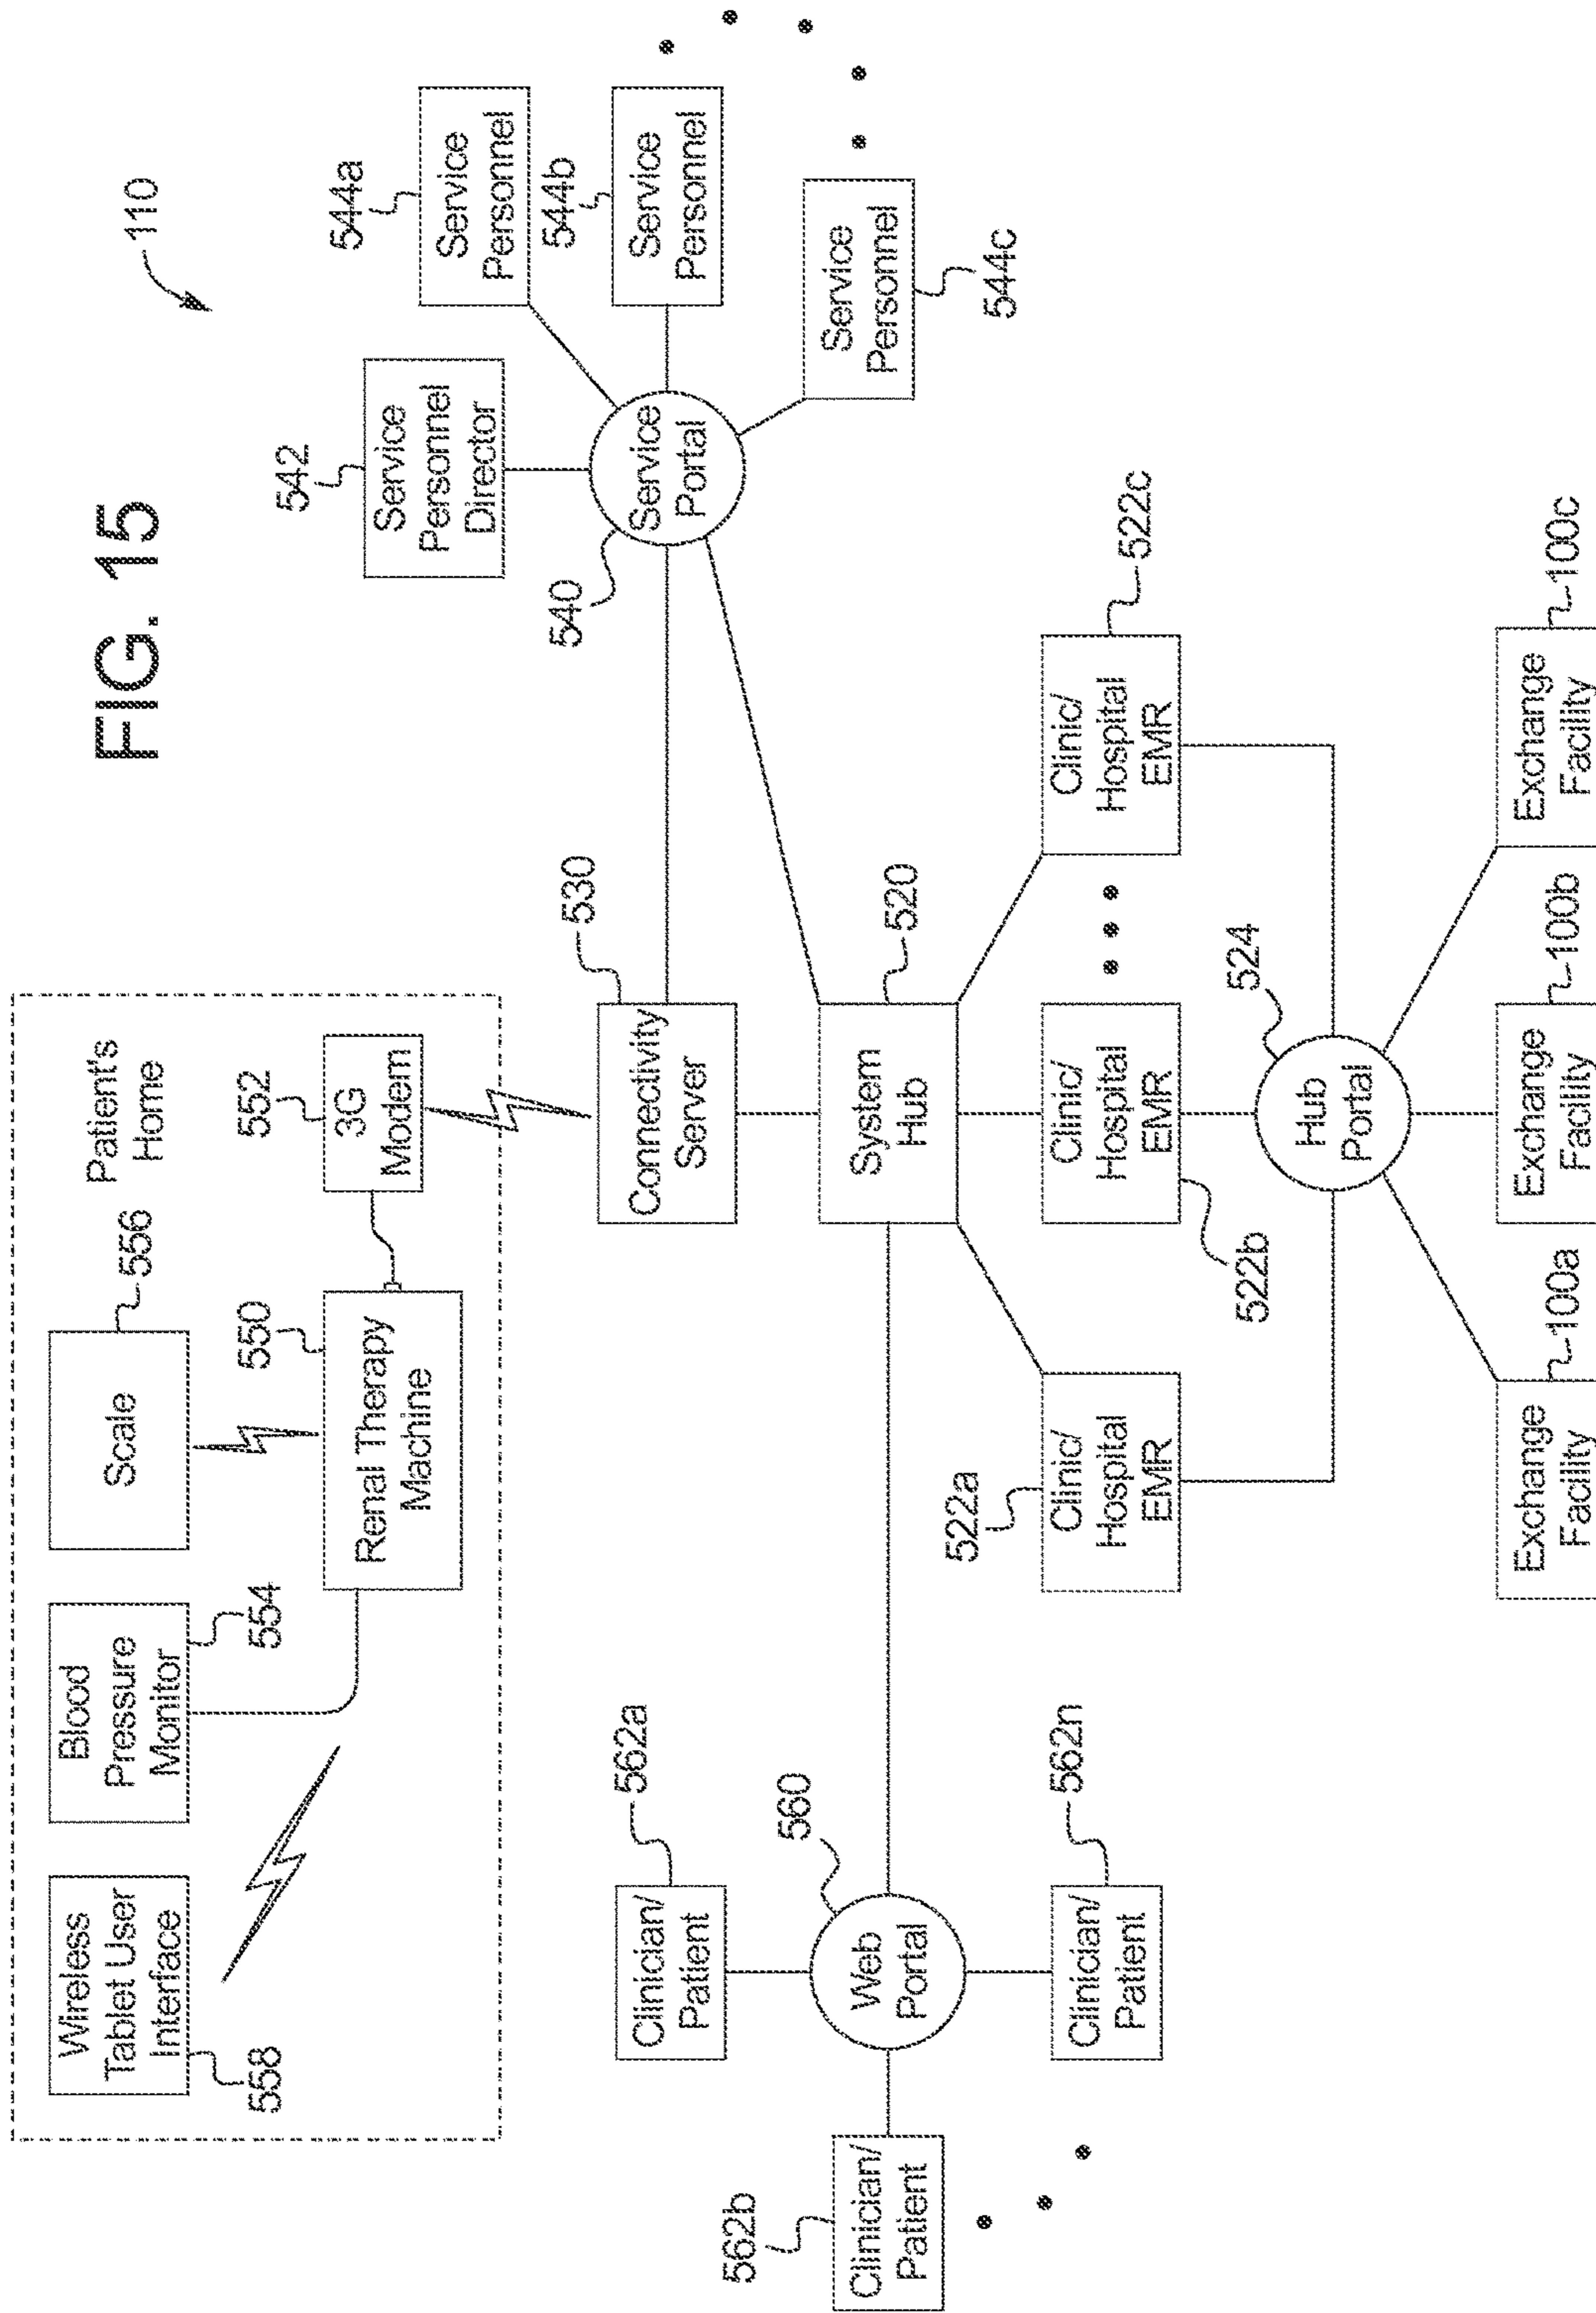 FIG. 15
110
Patient's
Home
Wireless
Tablet User
Interface
558
Blood
Pressure
Monitor
554
Scale
556
Renal Therapy
Machine
550
3G
Modem
552
Connectivity
Server
530
System
Hub
520
Service
Portal
540
Service
Personnel
Director
542
Service
Personnel
544a
Service
Personnel
544b
Service
Personnel
544c
Web
Portal
560
Clinician/
Patient
562a
Clinician/
Patient
562b
Clinician/
Patient
562n
Clinic/
Hospital
EMR
522a
Clinic/
Hospital
EMR
522b
Clinic/
Hospital
EMR
522c
Hub
Portal
524
Exchange
Facility
100a
Exchange
Facility
100b
Exchange
Facility
100c